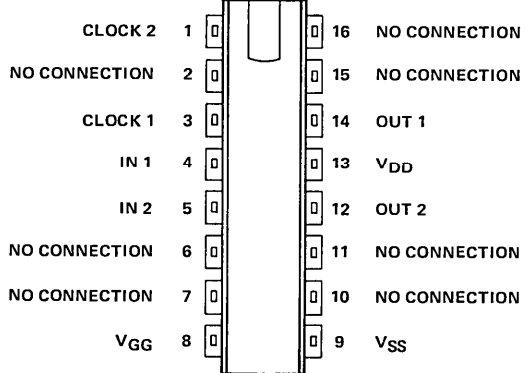 CLOCK 2 1 16 NO CONNECTION
NO CONNECTION 2 15 NO CONNECTION
CLOCK 1 3 14 OUT 1
IN 1 4 13 VDD
IN 2 5 12 OUT 2
NO CONNECTION 6 11 NO CONNECTION
NO CONNECTION 7 10 NO CONNECTION
VGG 8 9 VSS